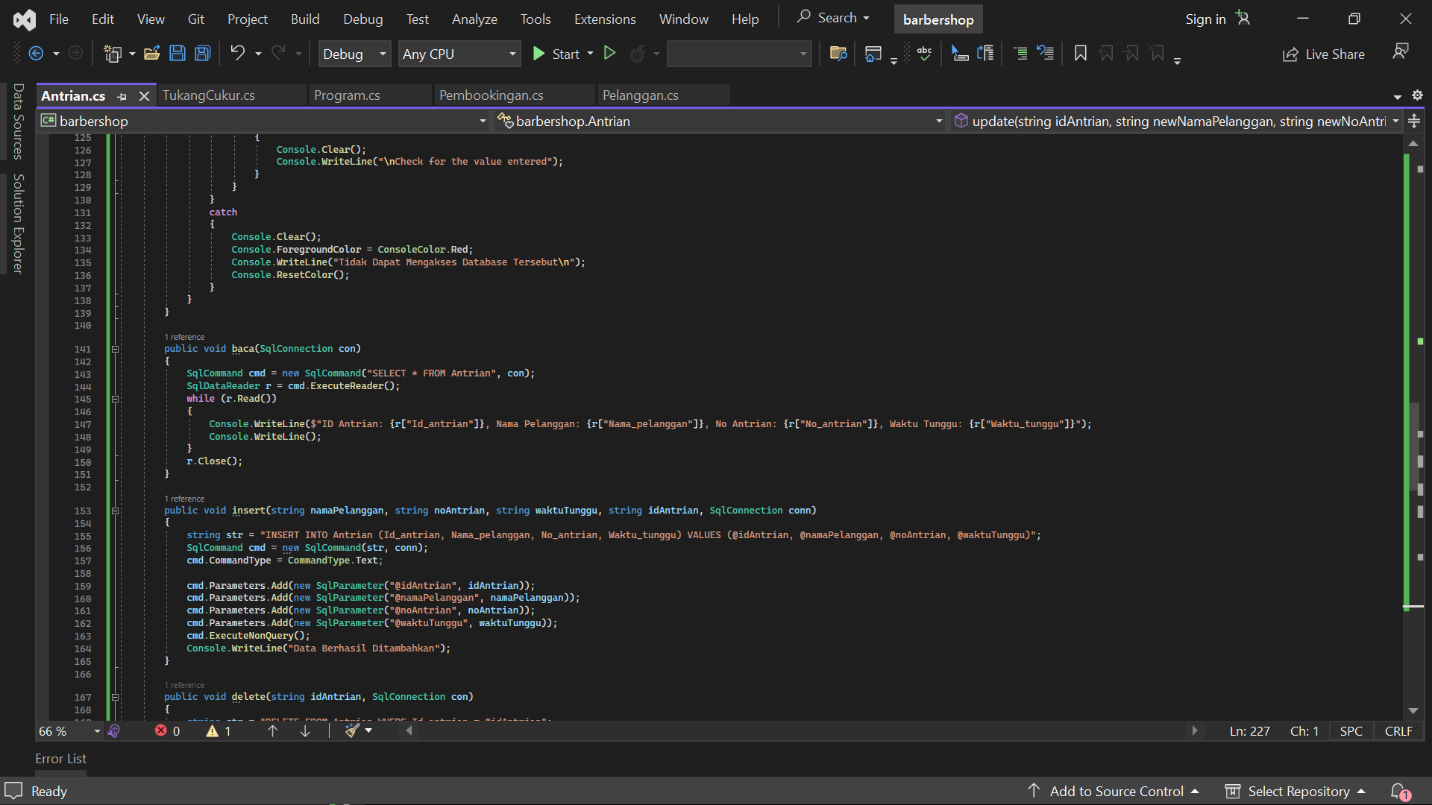 File Edit View Git Project Build Debug Test Analyze Tools Extensions Window Help Search barbershop Sign in
Debug Any CPU Start Live Share
Data Sources
Solution Explorer
Antrian.cs TukangCukur.cs Program.cs Pembookingan.cs Pelanggan.cs
barbershop barbershop.Antrian update(string idAntrian, string newNamaPelanggan, string newNoAntri
125 {
126 Console.Clear();
127 Console.WriteLine("\nCheck for the value entered");
128 }
129 }
130 }
131 catch
132 {
133 Console.Clear();
134 Console.ForegroundColor = ConsoleColor.Red;
135 Console.WriteLine("Tidak Dapat Mengakses Database Tersebut\n");
136 Console.ResetColor();
137 }
138 }
139 }
140
1 reference
141 public void baca(SqlConnection con)
142 {
143 SqlCommand cmd = new SqlCommand("SELECT * FROM Antrian", con);
144 SqlDataReader r = cmd.ExecuteReader();
145 while (r.Read())
146 {
147 Console.WriteLine($"ID Antrian: {r["Id_antrian"]}, Nama Pelanggan: {r["Nama_pelanggan"]}, No Antrian: {r["No_antrian"]}, Waktu Tunggu: {r["Waktu_tunggu"]}");
148 Console.WriteLine();
149 }
150 r.Close();
151 }
152
1 reference
153 public void insert(string namaPelanggan, string noAntrian, string waktuTunggu, string idAntrian, SqlConnection conn)
154 {
155 string str = "INSERT INTO Antrian (Id_antrian, Nama_pelanggan, No_antrian, Waktu_tunggu) VALUES (@idAntrian, @namaPelanggan, @noAntrian, @waktuTunggu)";
156 SqlCommand cmd = new SqlCommand(str, conn);
157 cmd.CommandType = CommandType.Text;
158
159 cmd.Parameters.Add(new SqlParameter("@idAntrian", idAntrian));
160 cmd.Parameters.Add(new SqlParameter("@namaPelanggan", namaPelanggan));
161 cmd.Parameters.Add(new SqlParameter("@noAntrian", noAntrian));
162 cmd.Parameters.Add(new SqlParameter("@waktuTunggu", waktuTunggu));
163 cmd.ExecuteNonQuery();
164 Console.WriteLine("Data Berhasil Ditambahkan");
165 }
166
1 reference
167 public void delete(string idAntrian, SqlConnection con)
168 {
66 % 0 1 Ln: 227 Ch: 1 SPC CRLF
Error List
Ready Add to Source Control Select Repository 1